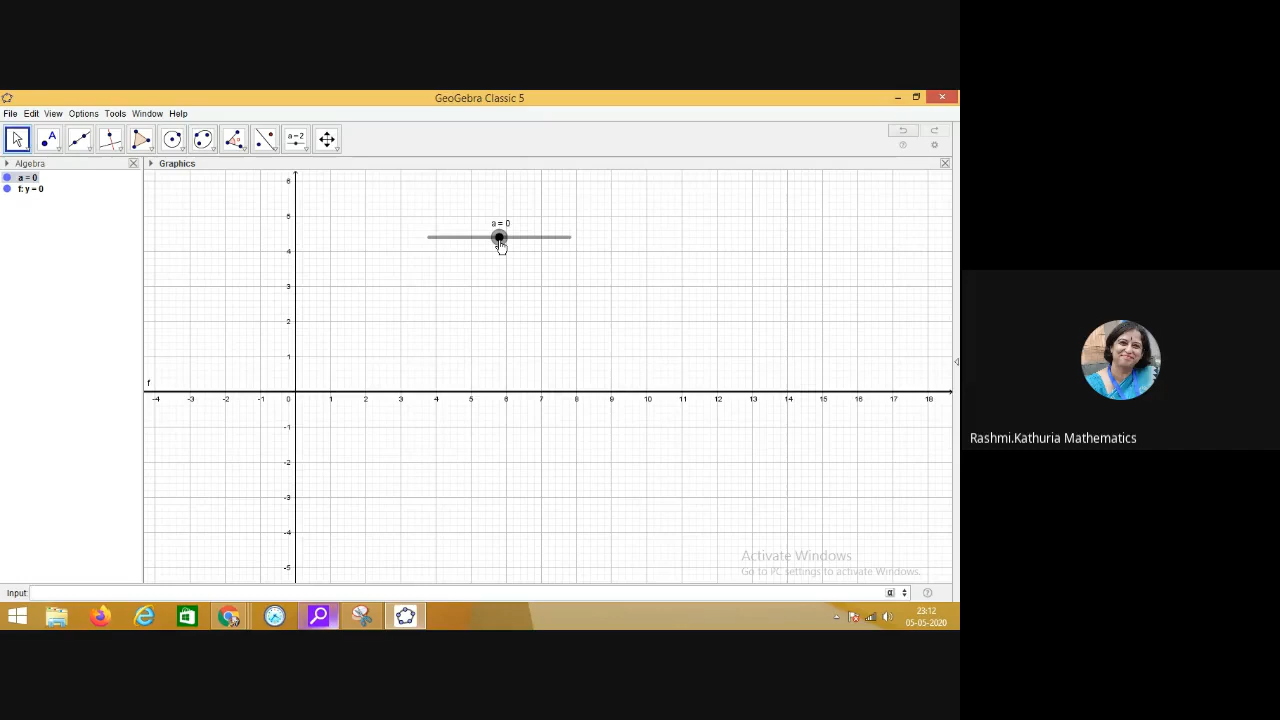 GeoGebra Classic 5
File Edit View Options Tools Window Help
a = 2
Algebra
Graphics
a = 0
f: y = 0
a = 0
6
5
4
3
2
1
f
-4 -3 -2 -1 0 1 2 3 4 5 6 7 8 9 10 11 12 13 14 15 16 17 18
-1
-2
-3
-4
-5
Rashmi.Kathuria Mathematics
Activate Windows
Go to PC settings to activate Windows.
Input:
α
23:12
05-05-2020